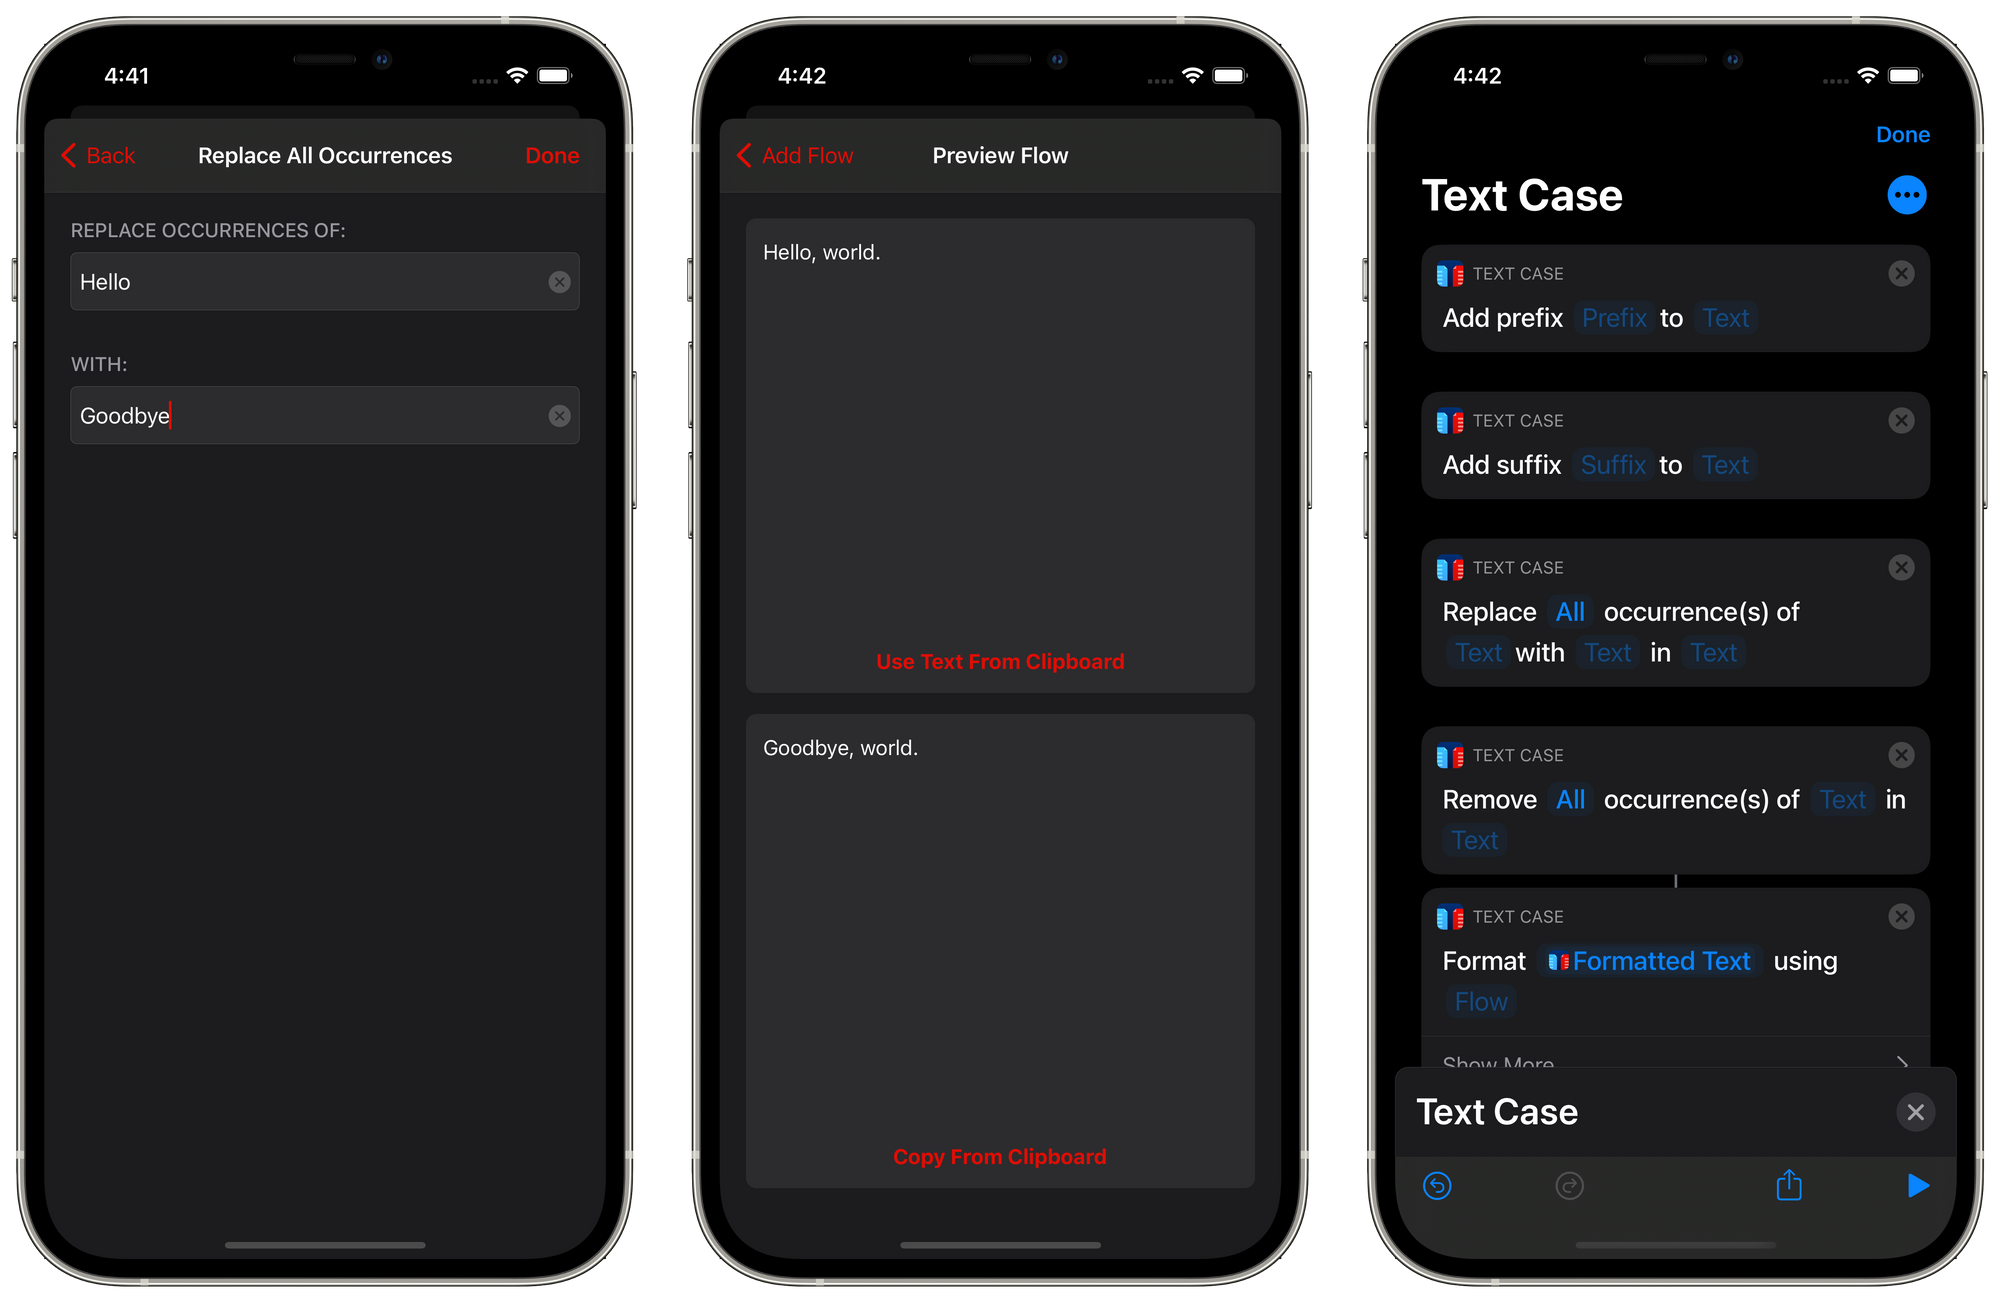 4:41
Back
Replace All Occurrences
Done
REPLACE OCCURRENCES OF:
Hello
WITH:
Goodbye
4:42
Add Flow
Preview Flow
Hello, world.
Use Text From Clipboard
Goodbye, world.
Copy From Clipboard
4:42
Done
Text Case
TEXT CASE
Add prefix Prefix to Text
TEXT CASE
Add suffix Suffix to Text
TEXT CASE
Replace All occurrence(s) of
Text with Text in Text
TEXT CASE
Remove All occurrence(s) of Text in
Text
TEXT CASE
Format Formatted Text using
Flow
Show More
Text Case